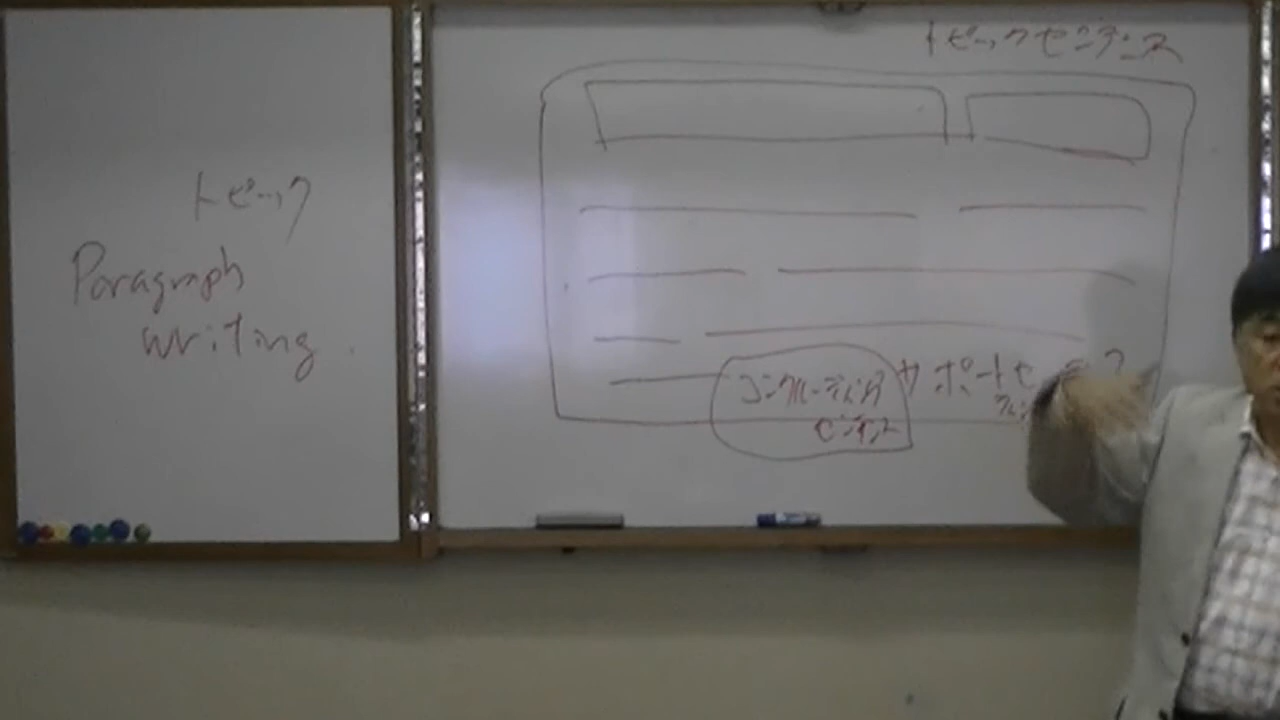 トピック
Paragraph
writing.
トピックセンテンス
コンクルーディング
センテンス
サポートセ